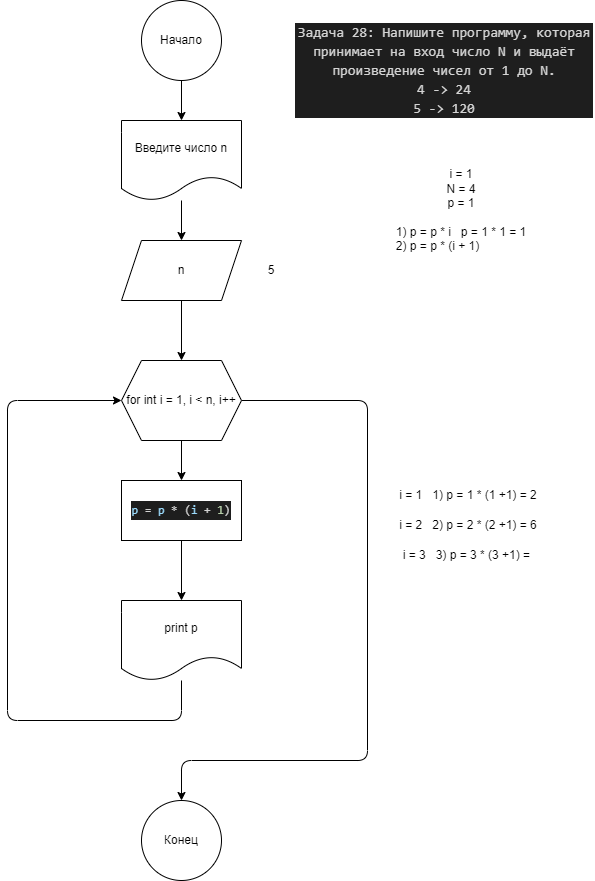 Начало
Задача 28: Напишите программу, которая
принимает на вход число N и выдаёт
произведение чисел от 1 до N.
4 -> 24
5 -> 120
Введите число n
i = 1
N = 4
p = 1
1) p = p * i   p = 1 * 1 = 1
2) p = p * (i + 1)
n
5
for int i = 1, i < n, i++
p = p * (i + 1)
i = 1   1) p = 1 * (1 +1) = 2
i = 2   2) p = 2 * (2 +1) = 6
i = 3   3) p = 3 * (3 +1) =
print p
Конец